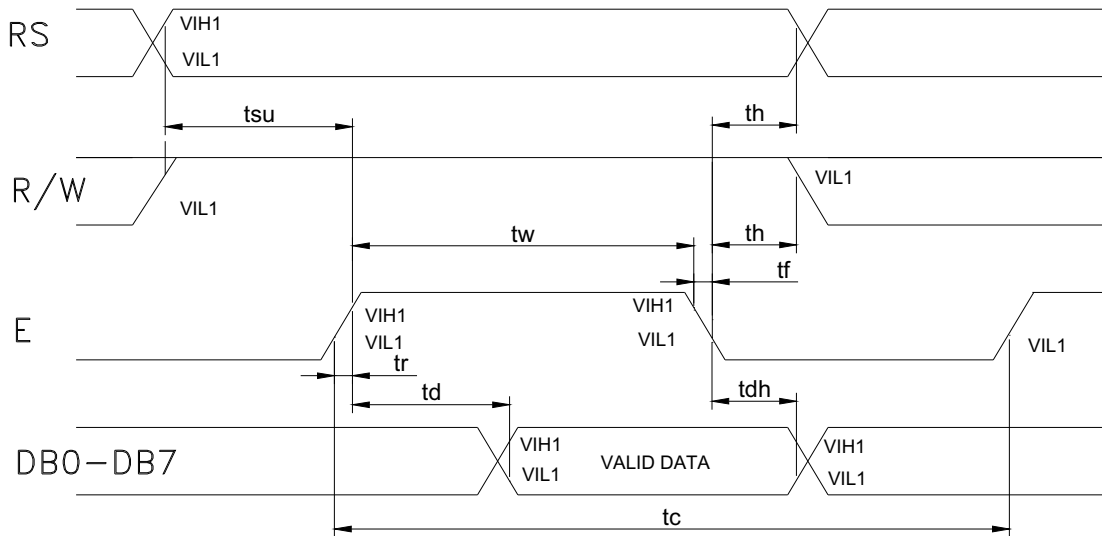 RS
VIH1
VIL1
tsu
th
R/W
VIL1
VIL1
tw
th
tf
E
VIH1
VIL1
VIH1
VIL1
VIL1
tr
td
tdh
DB0-DB7
VIH1
VIL1
VALID DATA
VIH1
VIL1
tc